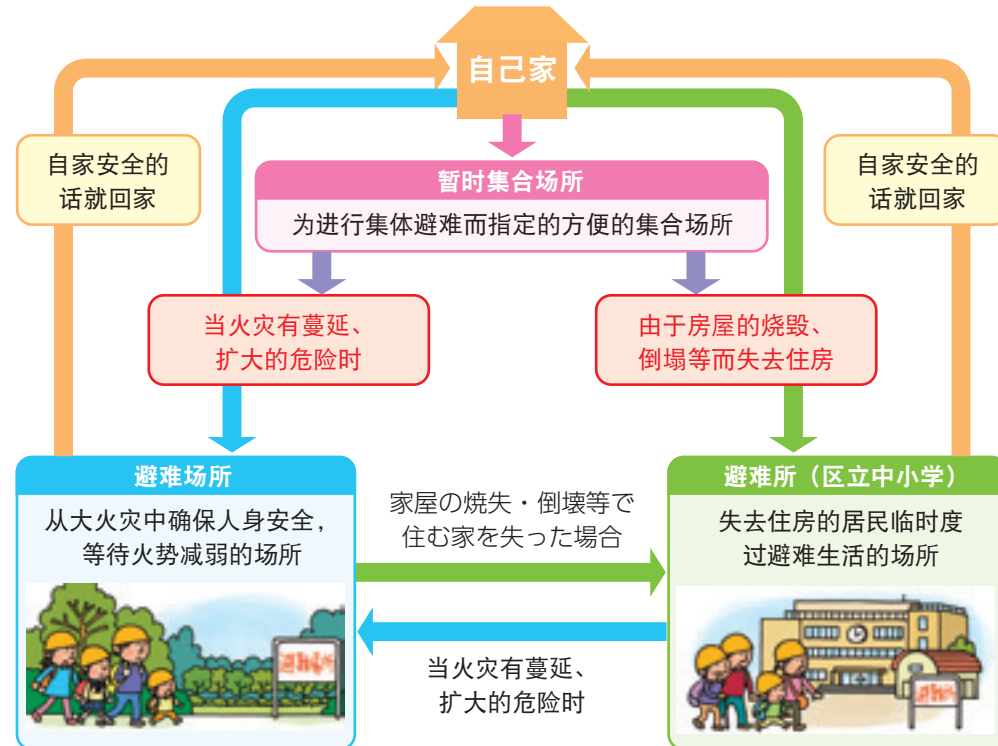 自己家
自家安全的
话就回家
自家安全的
话就回家
暂时集合场所
为进行集体避难而指定的方便的集合场所
当火灾有蔓延、
扩大的危险时
由于房屋的烧毁、
倒塌等而失去住房
避难场所
从大火灾中确保人身安全，
等待火势减弱的场所
家屋の焼失・倒壊等で
住む家を失った場合
当火灾有蔓延、
扩大的危险时
避难所（区立中小学）
失去住房的居民临时度
过避难生活的场所